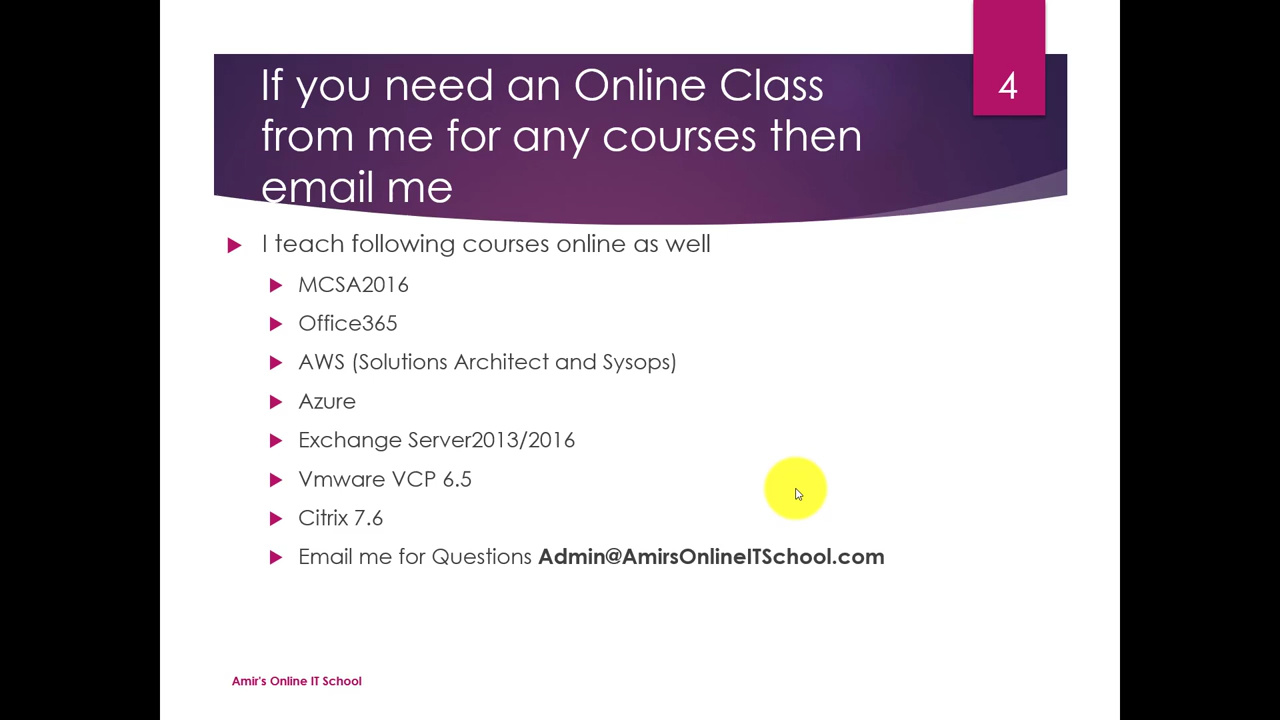 If you need an Online Class
from me for any courses then
email me
4
I teach following courses online as well
MCSA2016
Office365
AWS (Solutions Architect and Sysops)
Azure
Exchange Server2013/2016
Vmware VCP 6.5
Citrix 7.6
Email me for Questions Admin@AmirsOnlineITSchool.com
Amir's Online IT School